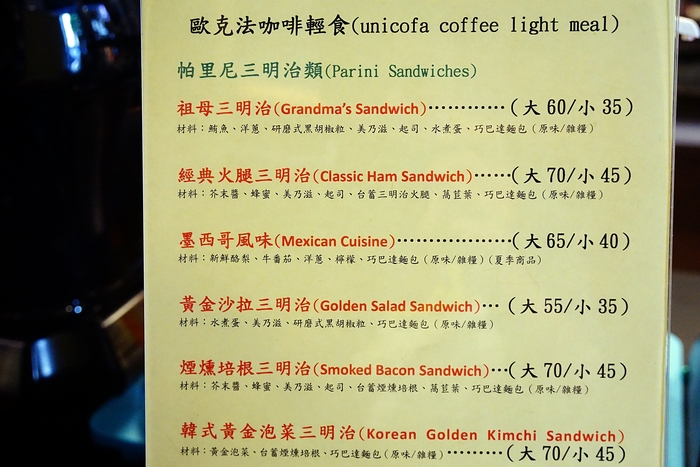 歐克法咖啡輕食(unicofa coffee light meal)
帕里尼三明治類(Parini Sandwiches)
祖母三明治(Grandma's Sandwich)⋯⋯⋯⋯(大 60/小 35)
材料：鮪魚、洋蔥、研磨式黑胡椒粒、美乃滋、起司、水煮蛋、巧巴達麵包(原味/雜糧)
經典火腿三明治(Classic Ham Sandwich)⋯⋯(大 70/小 45)
材料：芥末醬、蜂蜜、美乃滋、起司、台蓄三明治火腿、萵苣葉、巧巴達麵包(原味/雜糧)
墨西哥風味(Mexican Cuisine)⋯⋯⋯⋯⋯⋯(大 65/小 40)
材料：新鮮酪梨、牛番茄、洋蔥、檸檬、巧巴達麵包(原味/雜糧)(夏季商品)
黃金沙拉三明治(Golden Salad Sandwich)⋯ (大 55/小 35)
材料：水煮蛋、美乃滋、研磨式黑胡椒粒、巧巴達麵包(原味/雜糧)
煙燻培根三明治(Smoked Bacon Sandwich)⋯(大 70/小 45)
材料：芥末醬、蜂蜜、美乃滋、起司、台蓄煙燻培根、萵苣葉、巧巴達麵包(原味/雜糧)
韓式黃金泡菜三明治(Korean Golden Kimchi Sandwich)
材料：黃金泡菜、台蓄煙燻培根、巧巴達麵包(原味/雜糧)⋯⋯⋯(大 70/小 45)